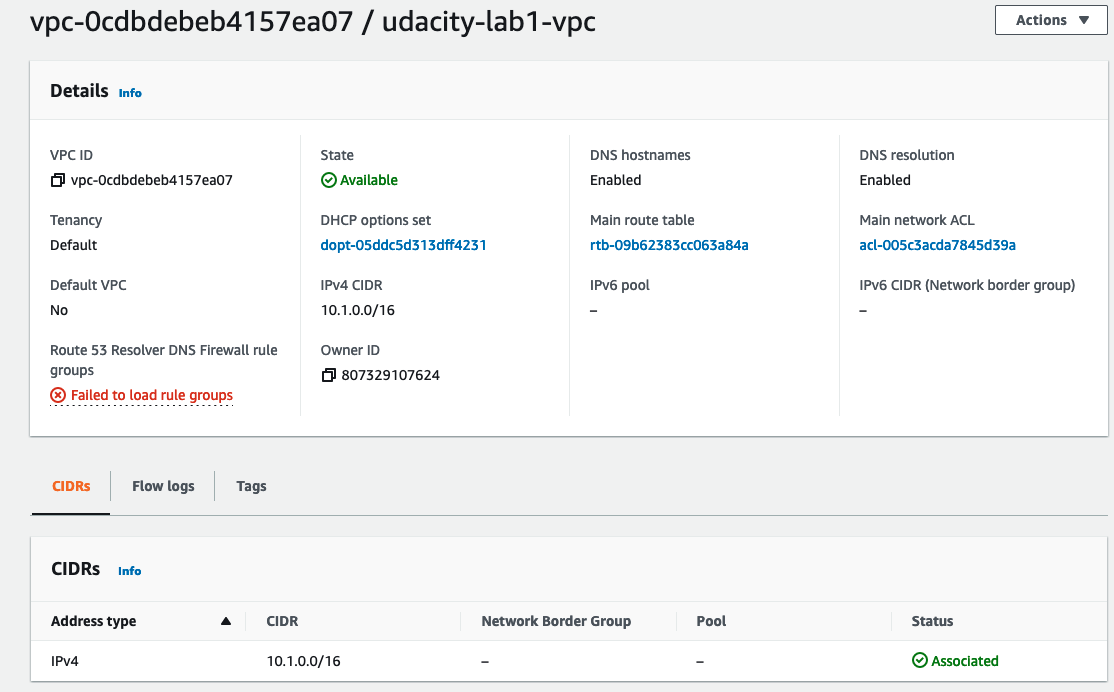 vpc-0cdbdebeb4157ea07 / udacity-lab1-vpc
Actions ▼
Details Info
VPC ID
vpc-0cdbdebeb4157ea07
State
Available
DNS hostnames
Enabled
DNS resolution
Enabled
Tenancy
Default
DHCP options set
dopt-05ddc5d313dff4231
Main route table
rtb-09b62383cc063a84a
Main network ACL
acl-005c3acda7845d39a
Default VPC
No
IPv4 CIDR
10.1.0.0/16
IPv6 pool
–
IPv6 CIDR (Network border group)
–
Route 53 Resolver DNS Firewall rule
groups
Failed to load rule groups
Owner ID
807329107624
CIDRs Flow logs Tags
CIDRs Info
Address type ▲ CIDR Network Border Group Pool Status
IPv4 10.1.0.0/16 – – Associated